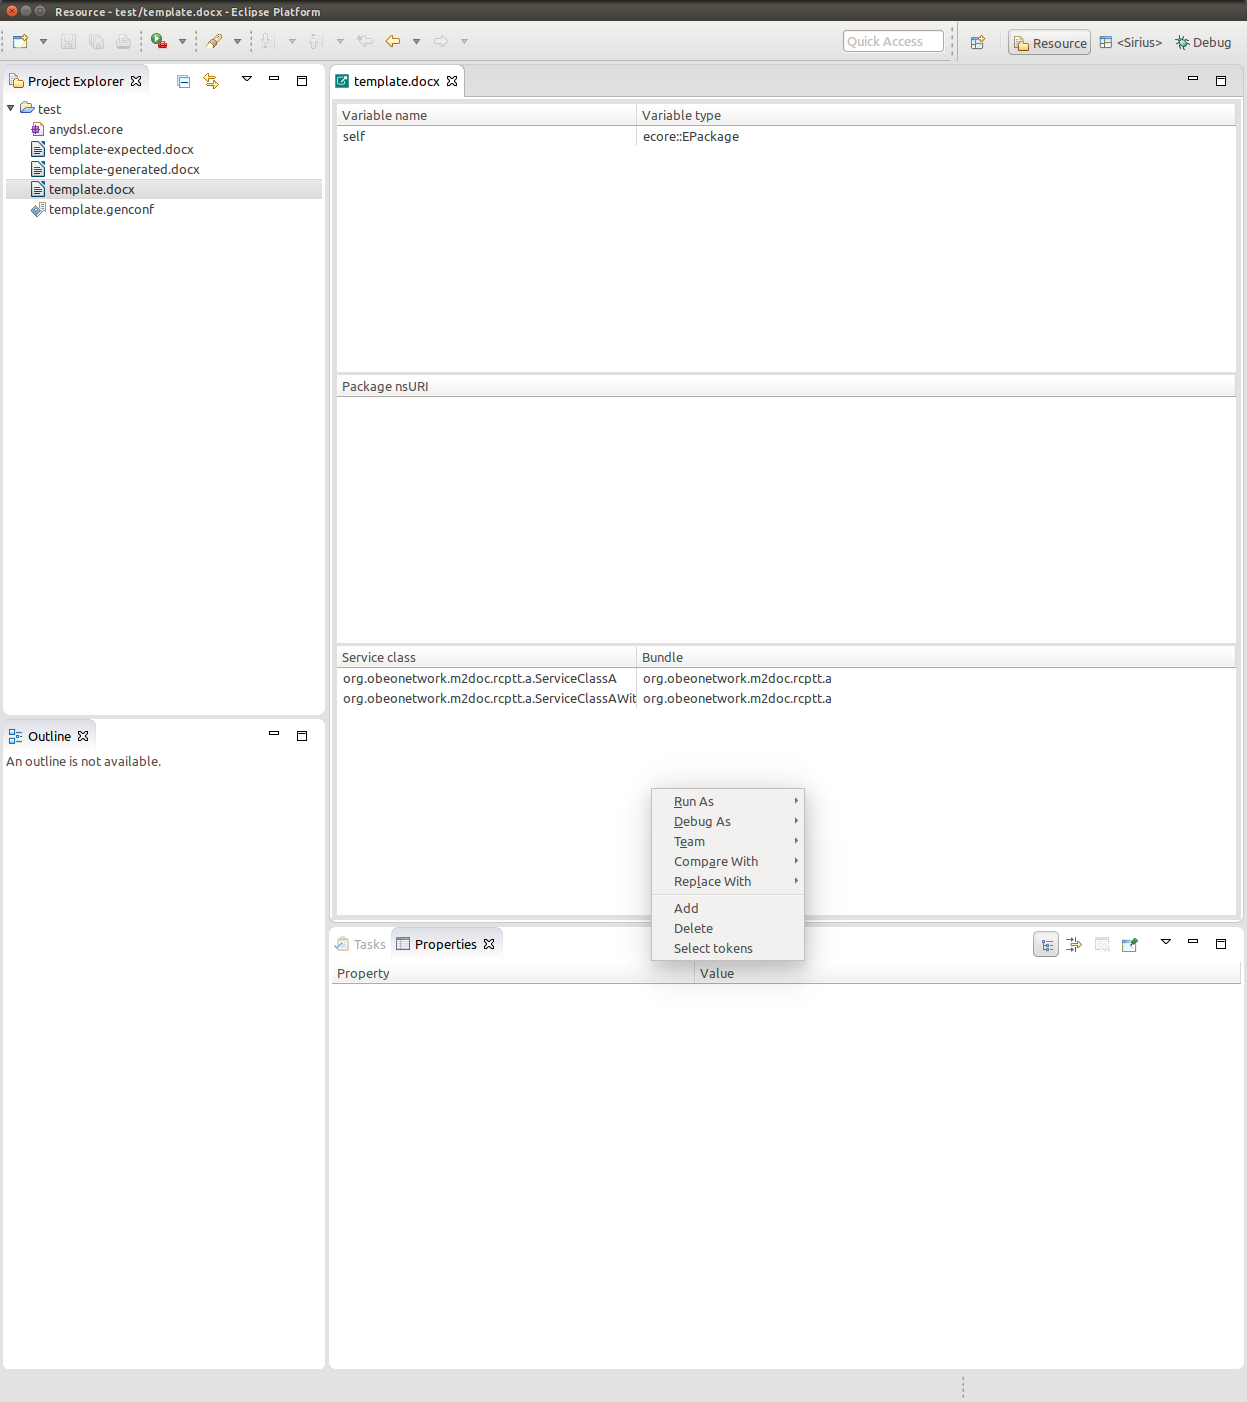 Resource - test/template.docx - Eclipse Platform
Quick Access
Resource
<Sirius>
Debug
Project Explorer
test
anydsl.ecore
template-expected.docx
template-generated.docx
template.docx
template.genconf
Outline
An outline is not available.
template.docx
Variable name Variable type
self ecore::EPackage
Package nsURI
Service class Bundle
org.obeonetwork.m2doc.rcptt.a.ServiceClassA org.obeonetwork.m2doc.rcptt.a
org.obeonetwork.m2doc.rcptt.a.ServiceClassAWit org.obeonetwork.m2doc.rcptt.a
Run As
Debug As
Team
Compare With
Replace With
Add
Delete
Select tokens
Tasks
Properties
Property Value